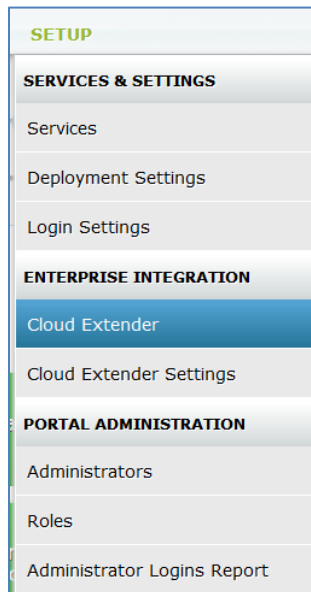 SETUP
SERVICES & SETTINGS
Services
Deployment Settings
Login Settings
ENTERPRISE INTEGRATION
Cloud Extender
Cloud Extender Settings
PORTAL ADMINISTRATION
Administrators
Roles
Administrator Logins Report